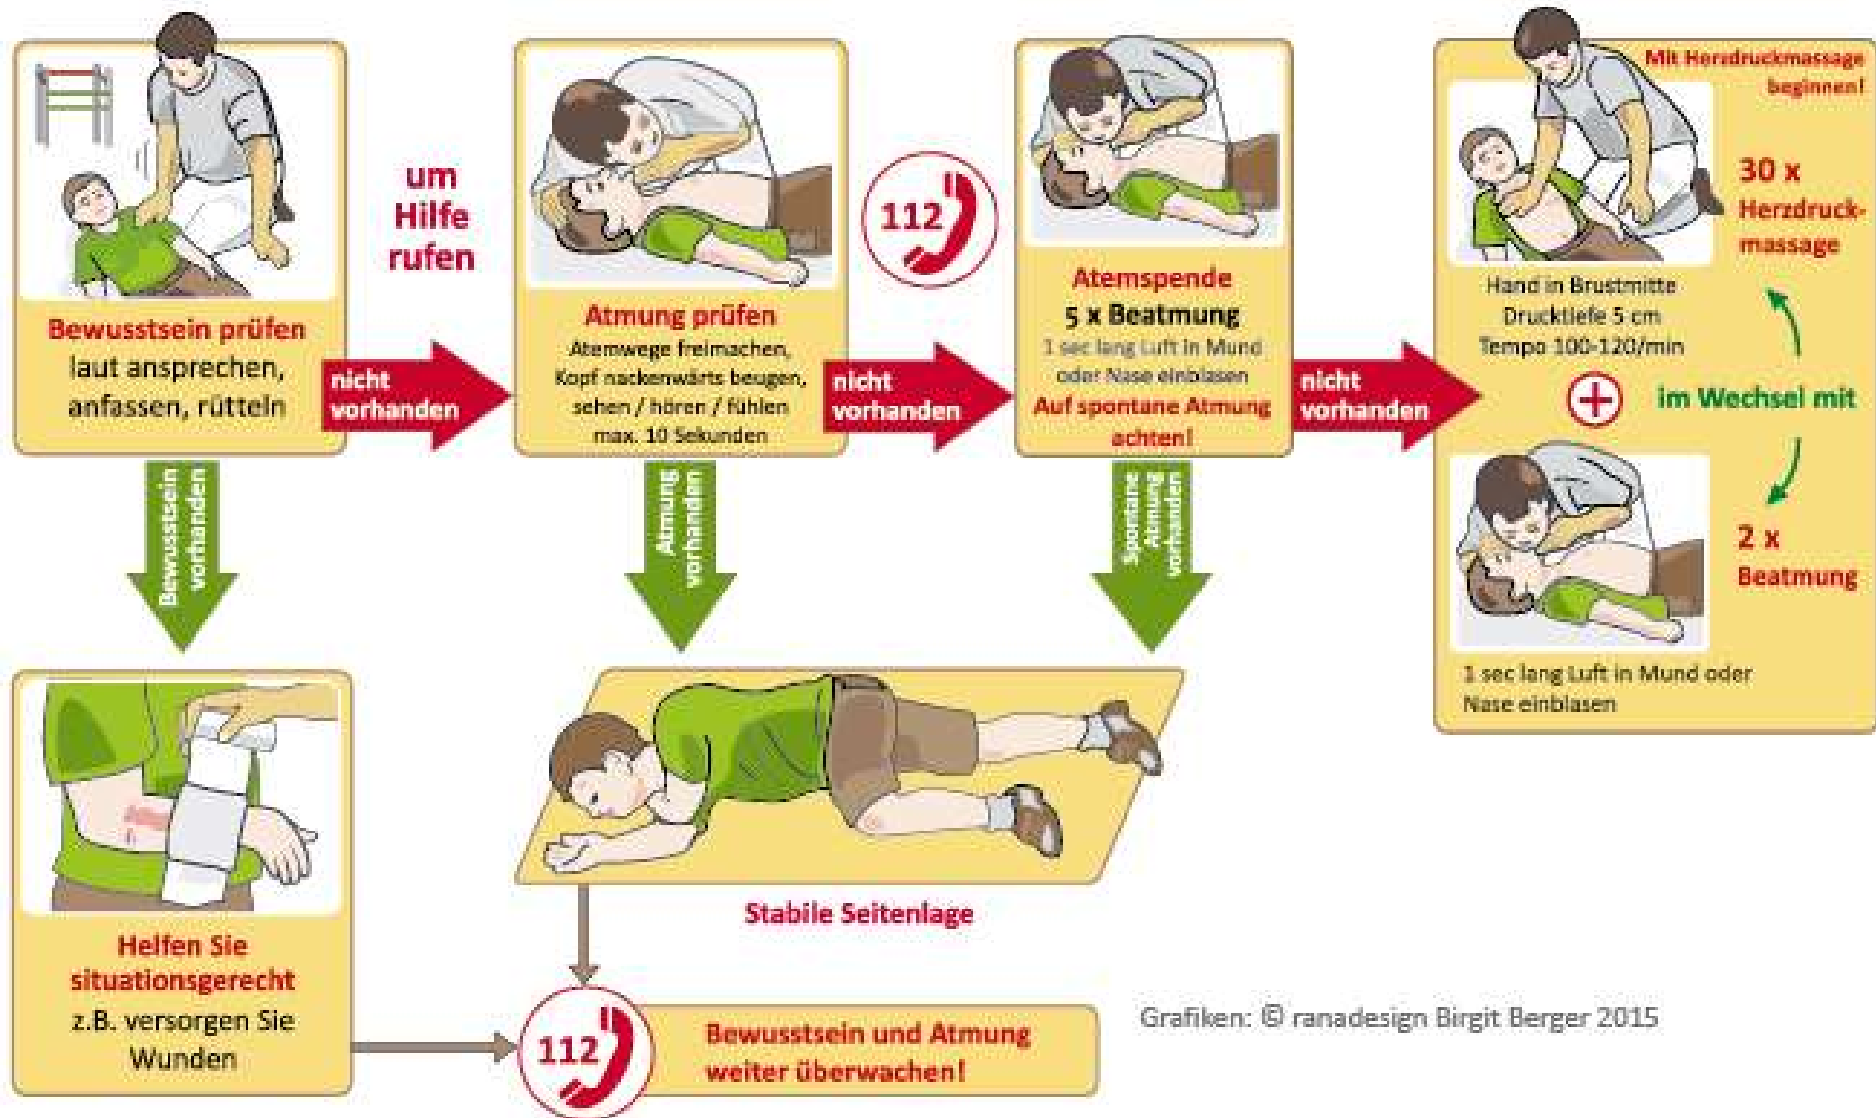 Bewusstsein prüfen
laut ansprechen,
anfassen, rütteln
um
Hilfe
rufen
nicht
vorhanden
Atmung prüfen
Atemwege freimachen,
Kopf nackenwärts beugen,
sehen / hören / fühlen
max. 10 Sekunden
112
nicht
vorhanden
Atemspende
5 x Beatmung
1 sec lang Luft in Mund
oder Nase einblasen
Auf spontane Atmung
achten!
nicht
vorhanden
Mit Herzdruckmassage
beginnen!
30 x
Herzdruck-
massage
Hand in Brustmitte
Drucktiefe 5 cm
Tempo 100-120/min
im Wechsel mit
2 x
Beatmung
1 sec lang Luft in Mund oder
Nase einblasen
Bewusstsein
vorhanden
Atmung
vorhanden
Spontane
Atmung
vorhanden
Helfen Sie
situationsgerecht
z.B. versorgen Sie
Wunden
Stabile Seitenlage
112
Bewusstsein und Atmung
weiter überwachen!
Grafiken: © ranadesign Birgit Berger 2015